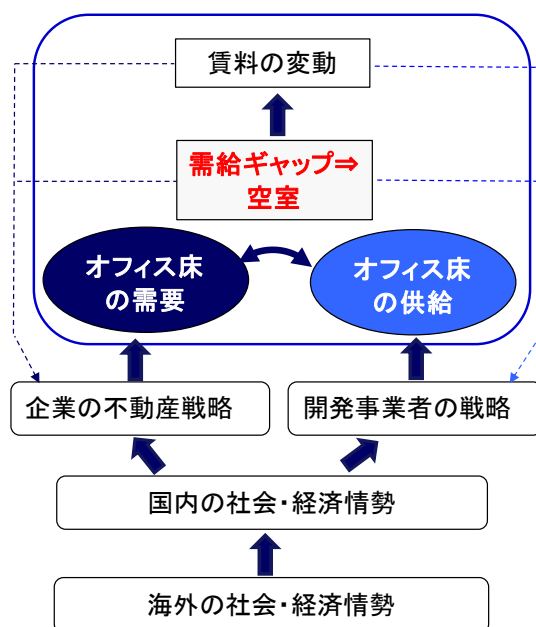 賃料の変動
需給ギャップ⇒
空室
オフィス床
の需要
オフィス床
の供給
企業の不動産戦略
開発事業者の戦略
国内の社会・経済情勢
海外の社会・経済情勢